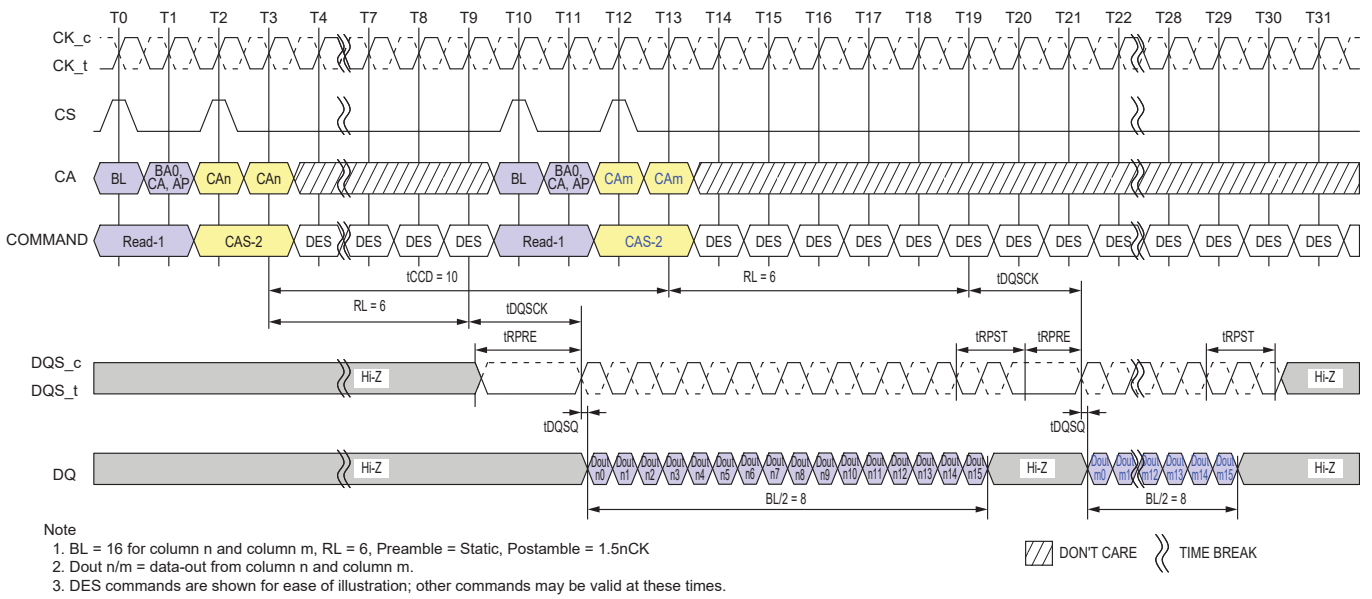 T0 T1 T2 T3 T4 T7 T8 T9 T10 T11 T12 T13 T14 T15 T16 T17 T18 T19 T20 T21 T22 T28 T29 T30 T31
CK_c
CK_t
CS
CA
BL
BA0,
CA, AP
CAn
CAn
BL
BA0,
CA, AP
CAm
CAm
COMMAND
Read-1
CAS-2
DES DES DES DES
Read-1
CAS-2
DES DES DES DES DES DES DES DES DES DES DES DES DES
tCCD = 10
RL = 6
tDQSCK
RL = 6
tDQSCK
tRPRE
tRPST
tRPRE
tRPST
DQS_c
DQS_t
Hi-Z
Hi-Z
tDQSQ
tDQSQ
DQ
Hi-Z
Dout n0
Dout n1
Dout n2
Dout n3
Dout n4
Dout n5
Dout n6
Dout n7
Dout n8
Dout n9
Dout n10
Dout n11
Dout n12
Dout n13
Dout n14
Dout n15
Hi-Z
Dout m0
Dout
Dout m12
Dout m13
Dout m14
Dout m15
Hi-Z
BL/2 = 8
BL/2 = 8
Note
1. BL = 16 for column n and column m, RL = 6, Preamble = Static, Postamble = 1.5nCK
2. Dout n/m = data-out from column n and column m.
3. DES commands are shown for ease of illustration; other commands may be valid at these times.
DON'T CARE
TIME BREAK